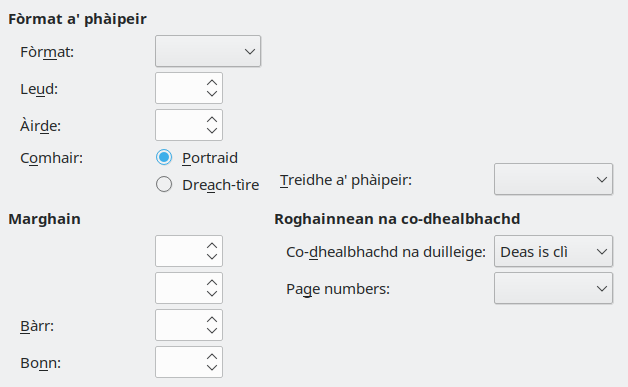 Fòrmat a' phàipeir
Fòrmat:
Leud:
Àirde:
Comhair:
Portraid
Dreach-tìre
Treidhe a' phàipeir:
Marghain
Roghainnean na co-dhealbhachd
Co-dhealbhachd na duilleige:
Deas is clì
Page numbers:
Bàrr:
Bonn: